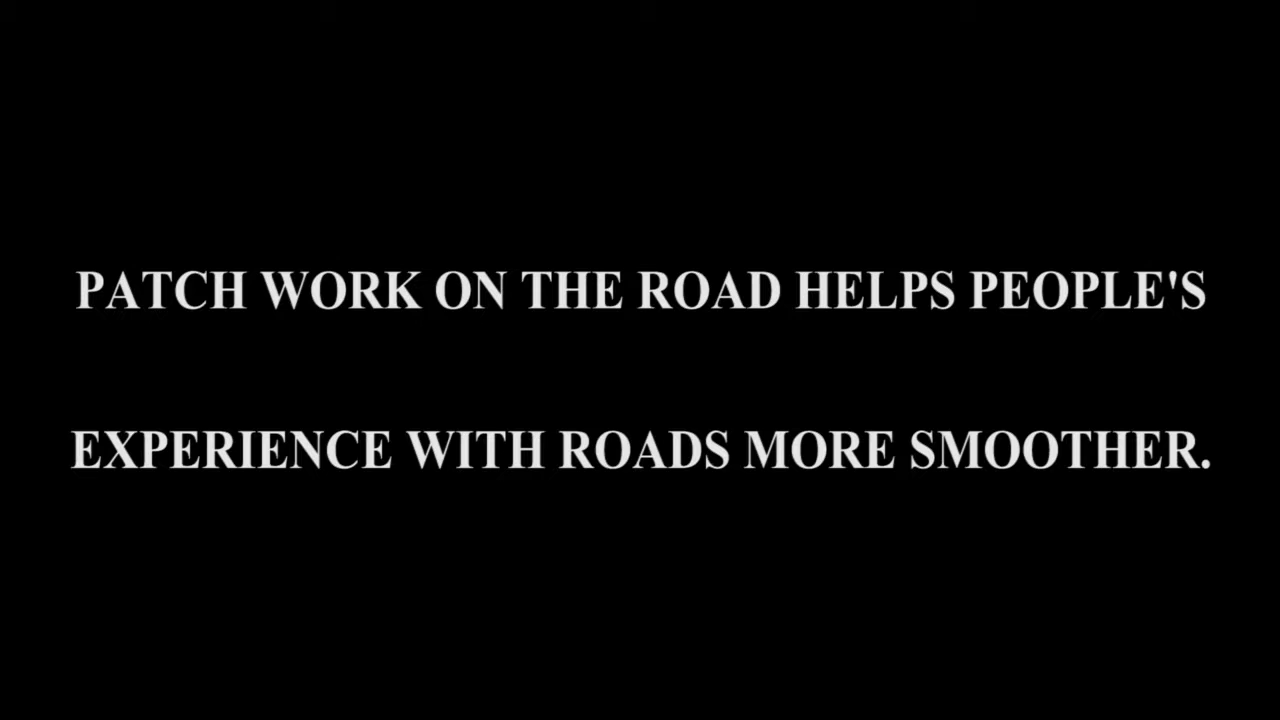 PATCH WORK ON THE ROAD HELPS PEOPLE'S
EXPERIENCE WITH ROADS MORE SMOOTHER.